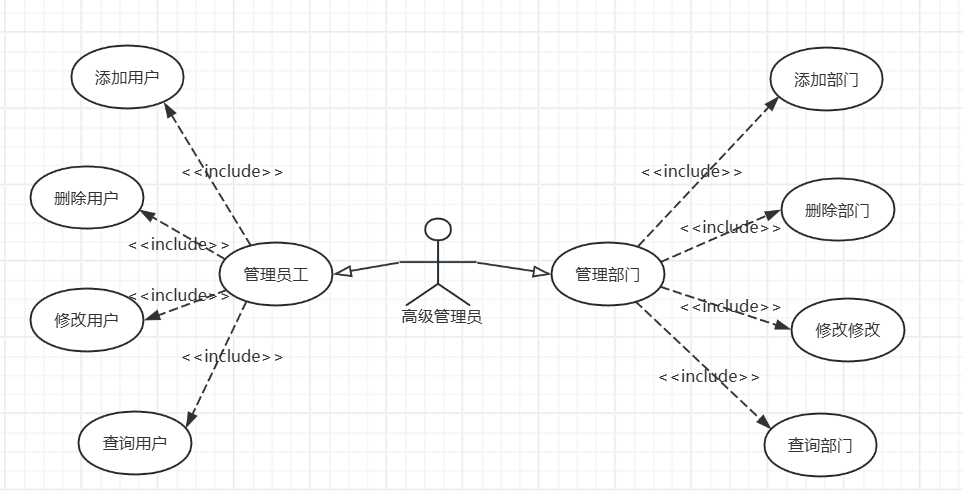 添加用户
添加部门
<<include>>
<<include>>
删除用户
删除部门
<<include>>
<<include>>
管理员工
管理部门
<<include>>
<<include>>
修改用户
高级管理员
修改修改
<<include>>
<<include>>
查询用户
查询部门